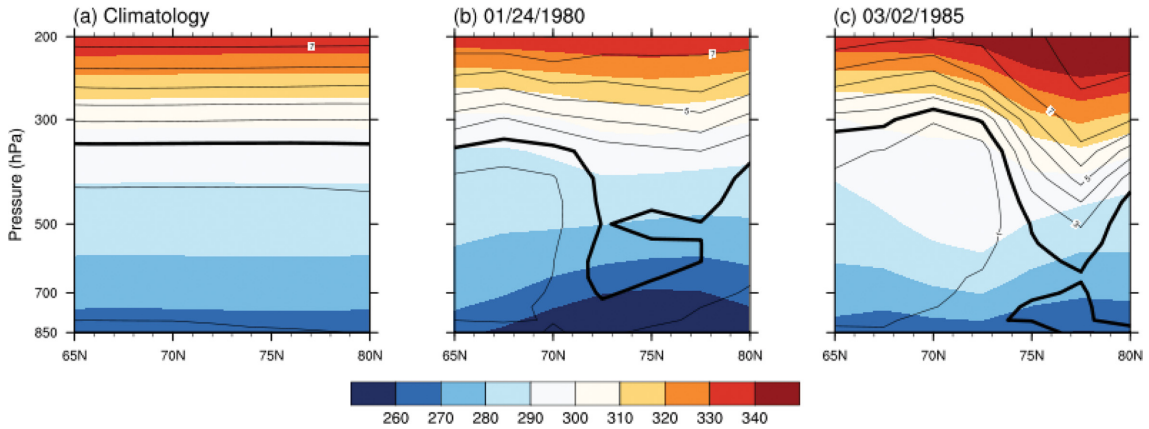 (a) Climatology
(b) 01/24/1980
(c) 03/02/1985
Pressure (hPa)
200
300
500
700
850
7
7
5
5
3
65N 70N 75N 80N
65N 70N 75N 80N
65N 70N 75N 80N
260 270 280 290 300 310 320 330 340